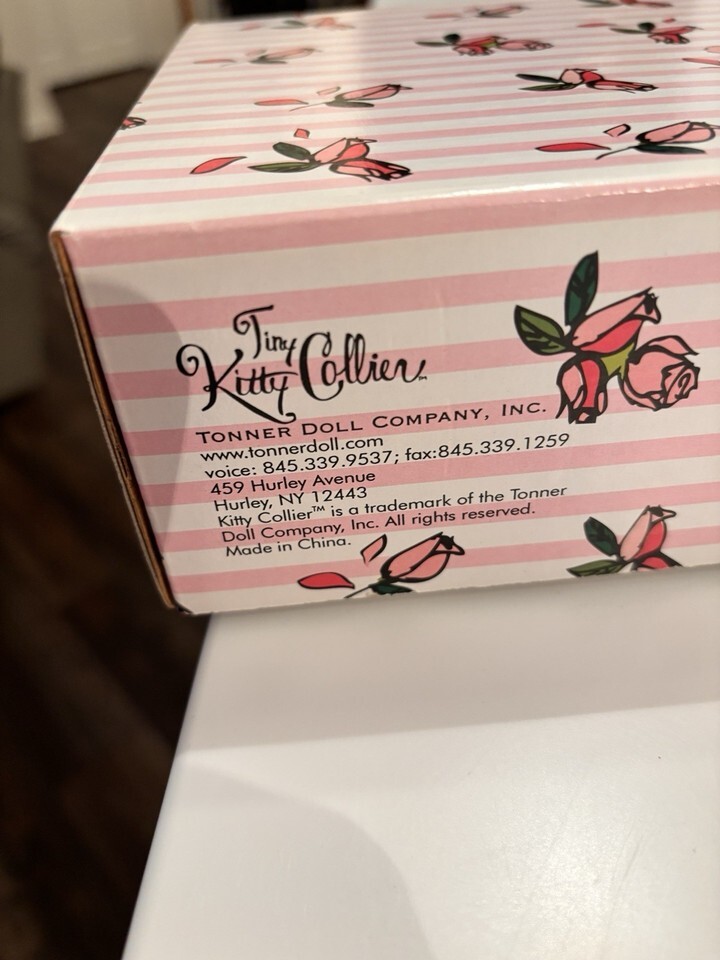 Tiny
Kitty Collier™
TONNER DOLL COMPANY, INC.
www.tonnerdoll.com
voice: 845.339.9537; fax:845.339.1259
459 Hurley Avenue
Hurley, NY 12443
Kitty Collier™ is a trademark of the Tonner
Doll Company, Inc. All rights reserved.
Made in China.